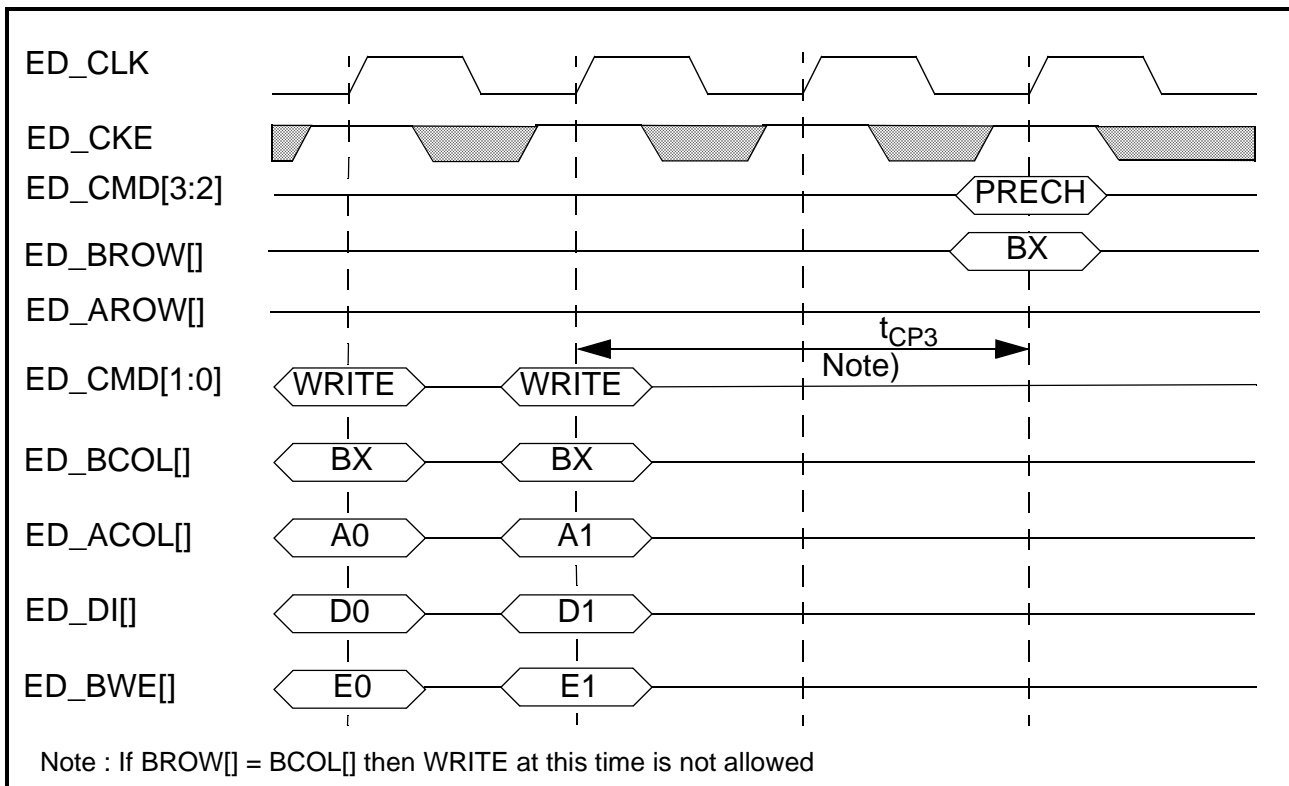 ED_CLK
ED_CKE
ED_CMD[3:2] PRECH
ED_BROW[] BX
ED_AROW[]
tCP3
Note)
ED_CMD[1:0] WRITE WRITE
ED_BCOL[] BX BX
ED_ACOL[] A0 A1
ED_DI[] D0 D1
ED_BWE[] E0 E1
Note : If BROW[] = BCOL[] then WRITE at this time is not allowed